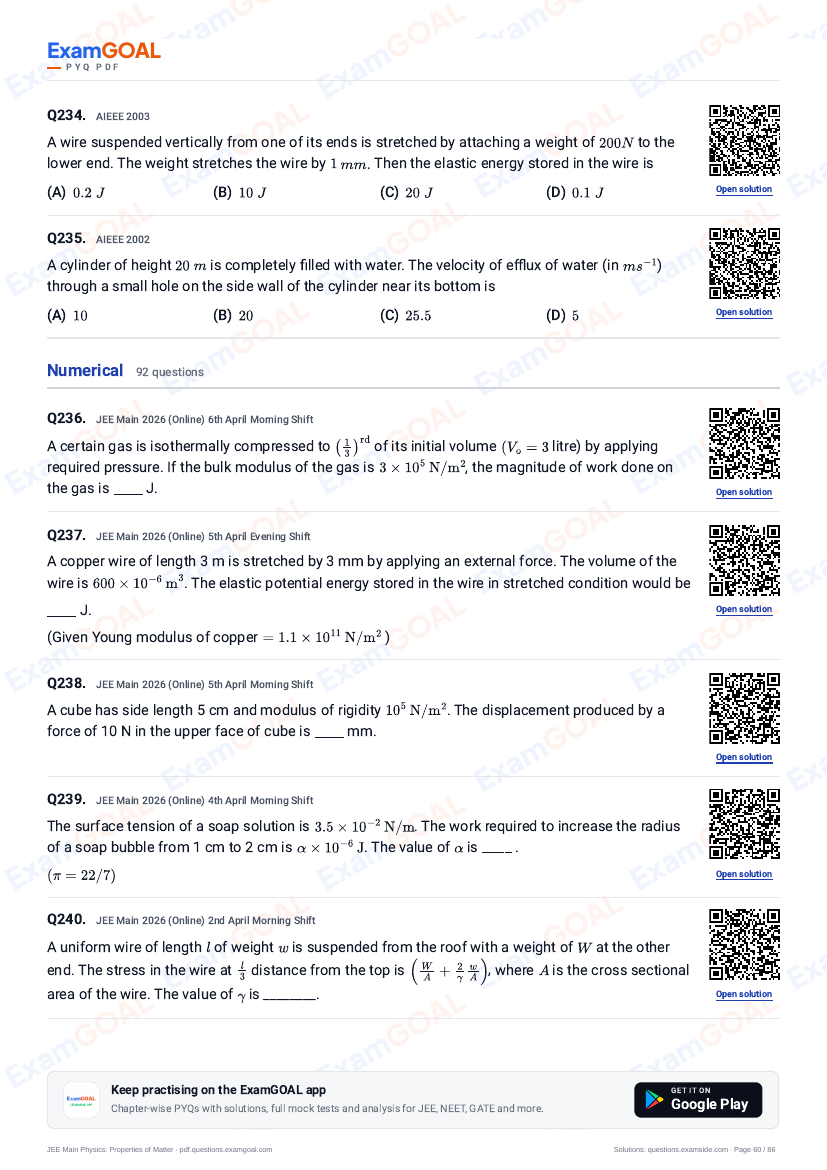 ExamGOAL
PYQ PDF
Q234. AIEEE 2003
A wire suspended vertically from one of its ends is stretched by attaching a weight of 200N to the
lower end. The weight stretches the wire by 1 mm. Then the elastic energy stored in the wire is
(A) 0.2 J (B) 10 J (C) 20 J (D) 0.1 J
Open solution
Q235. AIEEE 2002
A cylinder of height 20 m is completely filled with water. The velocity of efflux of water (in ms⁻¹)
through a small hole on the side wall of the cylinder near its bottom is
(A) 10 (B) 20 (C) 25.5 (D) 5
Open solution
Numerical 92 questions
Q236. JEE Main 2026 (Online) 6th April Morning Shift
A certain gas is isothermally compressed to (1/3)ʳᵈ of its initial volume (V₀ = 3 litre) by applying
required pressure. If the bulk modulus of the gas is 3 × 10⁵ N/m², the magnitude of work done on
the gas is ____ J.
Open solution
Q237. JEE Main 2026 (Online) 5th April Evening Shift
A copper wire of length 3 m is stretched by 3 mm by applying an external force. The volume of the
wire is 600 × 10⁻⁶ m³. The elastic potential energy stored in the wire in stretched condition would be
____ J.
(Given Young modulus of copper = 1.1 × 10¹¹ N/m² )
Open solution
Q238. JEE Main 2026 (Online) 5th April Morning Shift
A cube has side length 5 cm and modulus of rigidity 10⁵ N/m². The displacement produced by a
force of 10 N in the upper face of cube is ____ mm.
Open solution
Q239. JEE Main 2026 (Online) 4th April Morning Shift
The surface tension of a soap solution is 3.5 × 10⁻² N/m. The work required to increase the radius
of a soap bubble from 1 cm to 2 cm is α × 10⁻⁶ J. The value of α is ____ .
(π = 22/7)
Open solution
Q240. JEE Main 2026 (Online) 2nd April Morning Shift
A uniform wire of length l of weight w is suspended from the roof with a weight of W at the other
end. The stress in the wire at l/3 distance from the top is (W/A + 2/γ w/A), where A is the cross sectional
area of the wire. The value of γ is ________.
Open solution
ExamGOAL
Keep practising on the ExamGOAL app
Chapter-wise PYQs with solutions, full mock tests and analysis for JEE, NEET, GATE and more.
GET IT ON
Google Play
JEE Main Physics: Properties of Matter · pdf.questions.examgoal.com
Solutions: questions.examside.com · Page 60 / 86